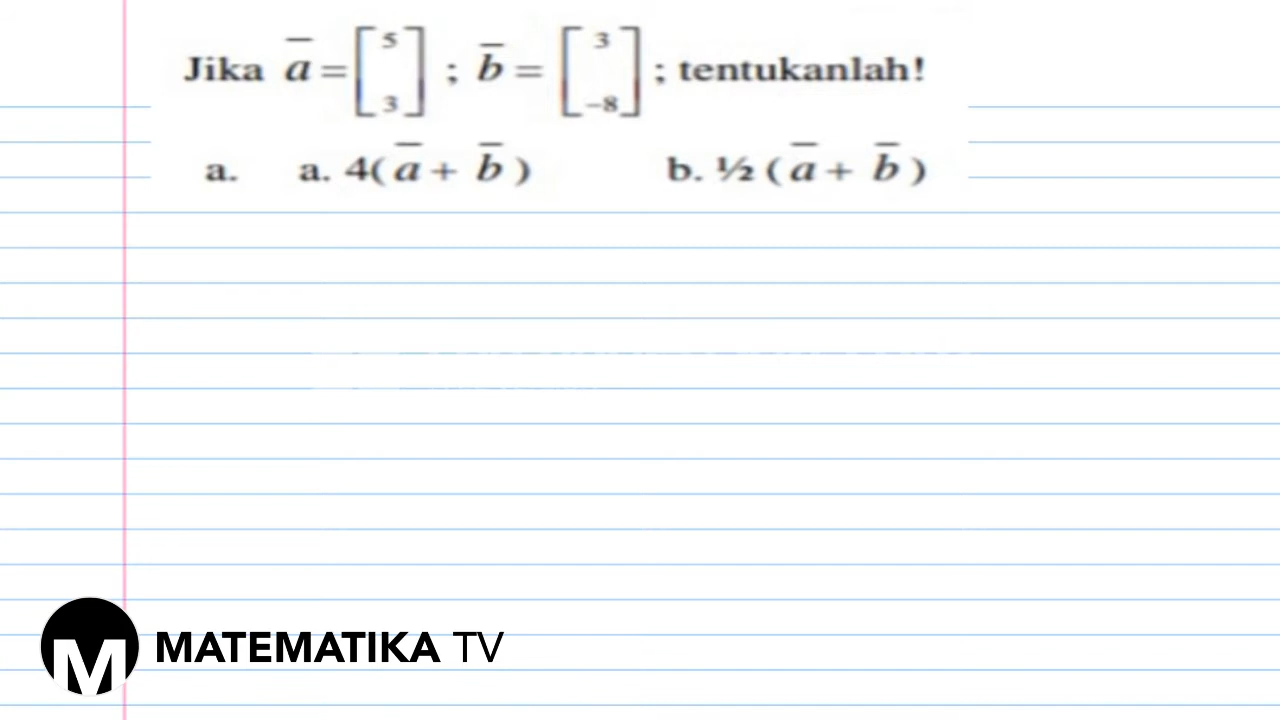 Jika a̅ = [5 3] ; b̅ = [3 −8] ; tentukanlah!
a. a. 4( a̅ + b̅ ) b. ½ ( a̅ + b̅ )
M MATEMATIKA TV